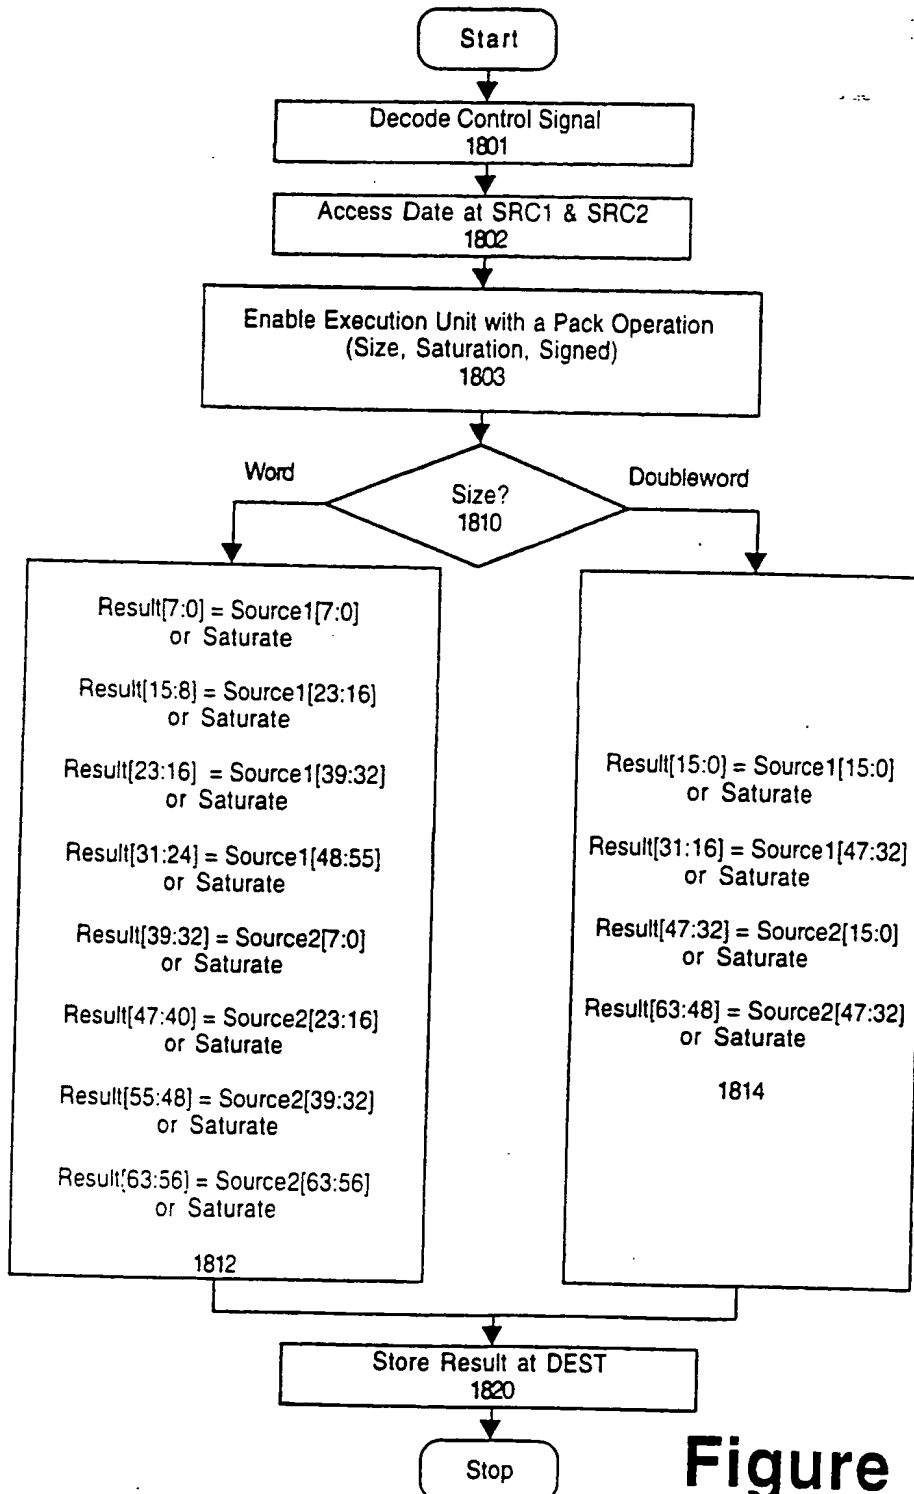 Start
Decode Control Signal
1801
Access Date at SRC1 & SRC2
1802
Enable Execution Unit with a Pack Operation
(Size, Saturation, Signed)
1803
Word
Size?
1810
Doubleword
Result[7:0] = Source1[7:0]
or Saturate
Result[15:8] = Source1[23:16]
or Saturate
Result[23:16] = Source1[39:32]
or Saturate
Result[31:24] = Source1[48:55]
or Saturate
Result[39:32] = Source2[7:0]
or Saturate
Result[47:40] = Source2[23:16]
or Saturate
Result[55:48] = Source2[39:32]
or Saturate
Result[63:56] = Source2[63:56]
or Saturate
1812
Result[15:0] = Source1[15:0]
or Saturate
Result[31:16] = Source1[47:32]
or Saturate
Result[47:32] = Source2[15:0]
or Saturate
Result[63:48] = Source2[47:32]
or Saturate
1814
Store Result at DEST
1820
Stop
Figure